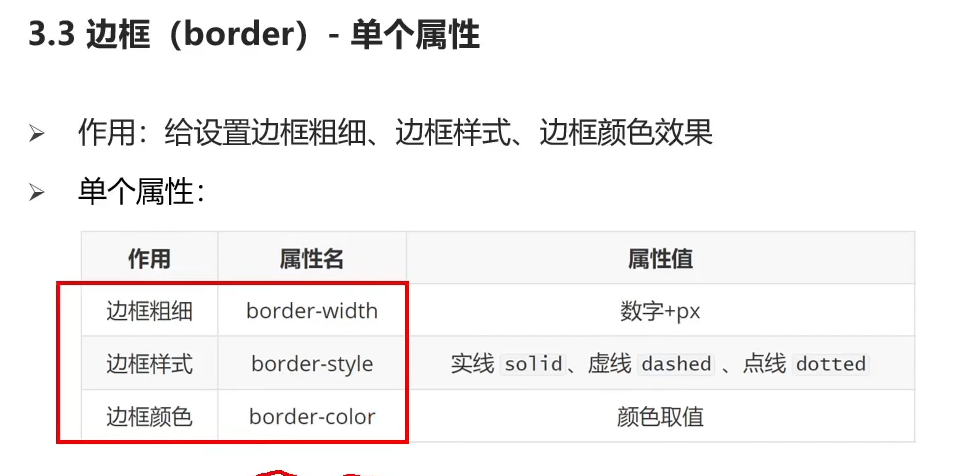 3.3 边框（border）- 单个属性
作用：给设置边框粗细、边框样式、边框颜色效果
单个属性：
作用 属性名 属性值
边框粗细 border-width 数字+px
边框样式 border-style 实线 solid、虚线 dashed 、点线 dotted
边框颜色 border-color 颜色取值